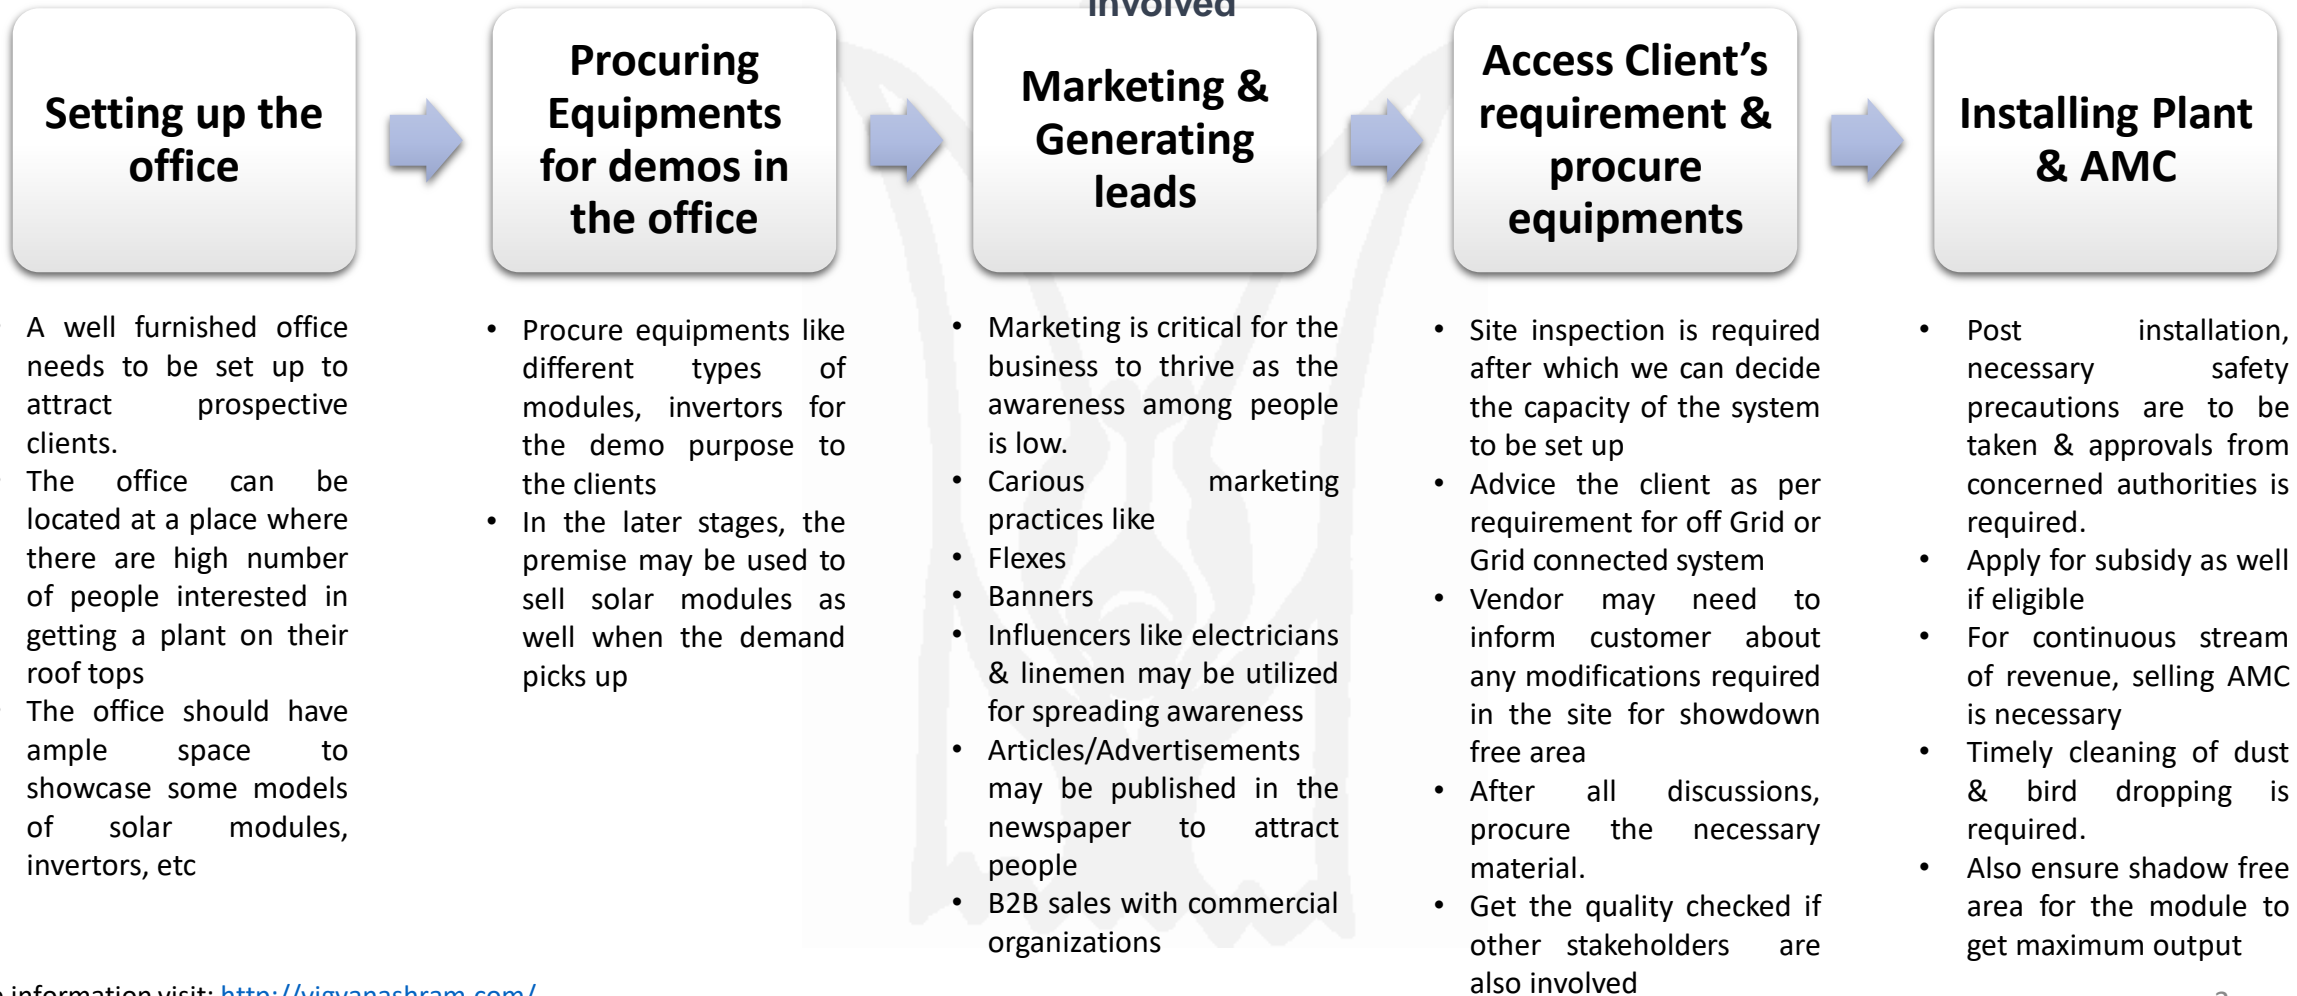 Involved
Setting up the
office
Procuring
Equipments
for demos in
the office
Marketing &
Generating
leads
Access Client’s
requirement &
procure
equipments
Installing Plant
& AMC
A well furnished office
needs to be set up to
attract prospective
clients.
The office can be
located at a place where
there are high number
of people interested in
getting a plant on their
roof tops
The office should have
ample space to
showcase some models
of solar modules,
invertors, etc
• Procure equipments like
different types of
modules, invertors for
the demo purpose to
the clients
• In the later stages, the
premise may be used to
sell solar modules as
well when the demand
picks up
• Marketing is critical for the
business to thrive as the
awareness among people
is low.
• Carious marketing
practices like
• Flexes
• Banners
• Influencers like electricians
& linemen may be utilized
for spreading awareness
• Articles/Advertisements
may be published in the
newspaper to attract
people
• B2B sales with commercial
organizations
• Site inspection is required
after which we can decide
the capacity of the system
to be set up
• Advice the client as per
requirement for off Grid or
Grid connected system
• Vendor may need to
inform customer about
any modifications required
in the site for showdown
free area
• After all discussions,
procure the necessary
material.
• Get the quality checked if
other stakeholders are
also involved
• Post installation,
necessary safety
precautions are to be
taken & approvals from
concerned authorities is
required.
• Apply for subsidy as well
if eligible
• For continuous stream
of revenue, selling AMC
is necessary
• Timely cleaning of dust
& bird dropping is
required.
• Also ensure shadow free
area for the module to
get maximum output
information visit: http://vigyanashram.com/